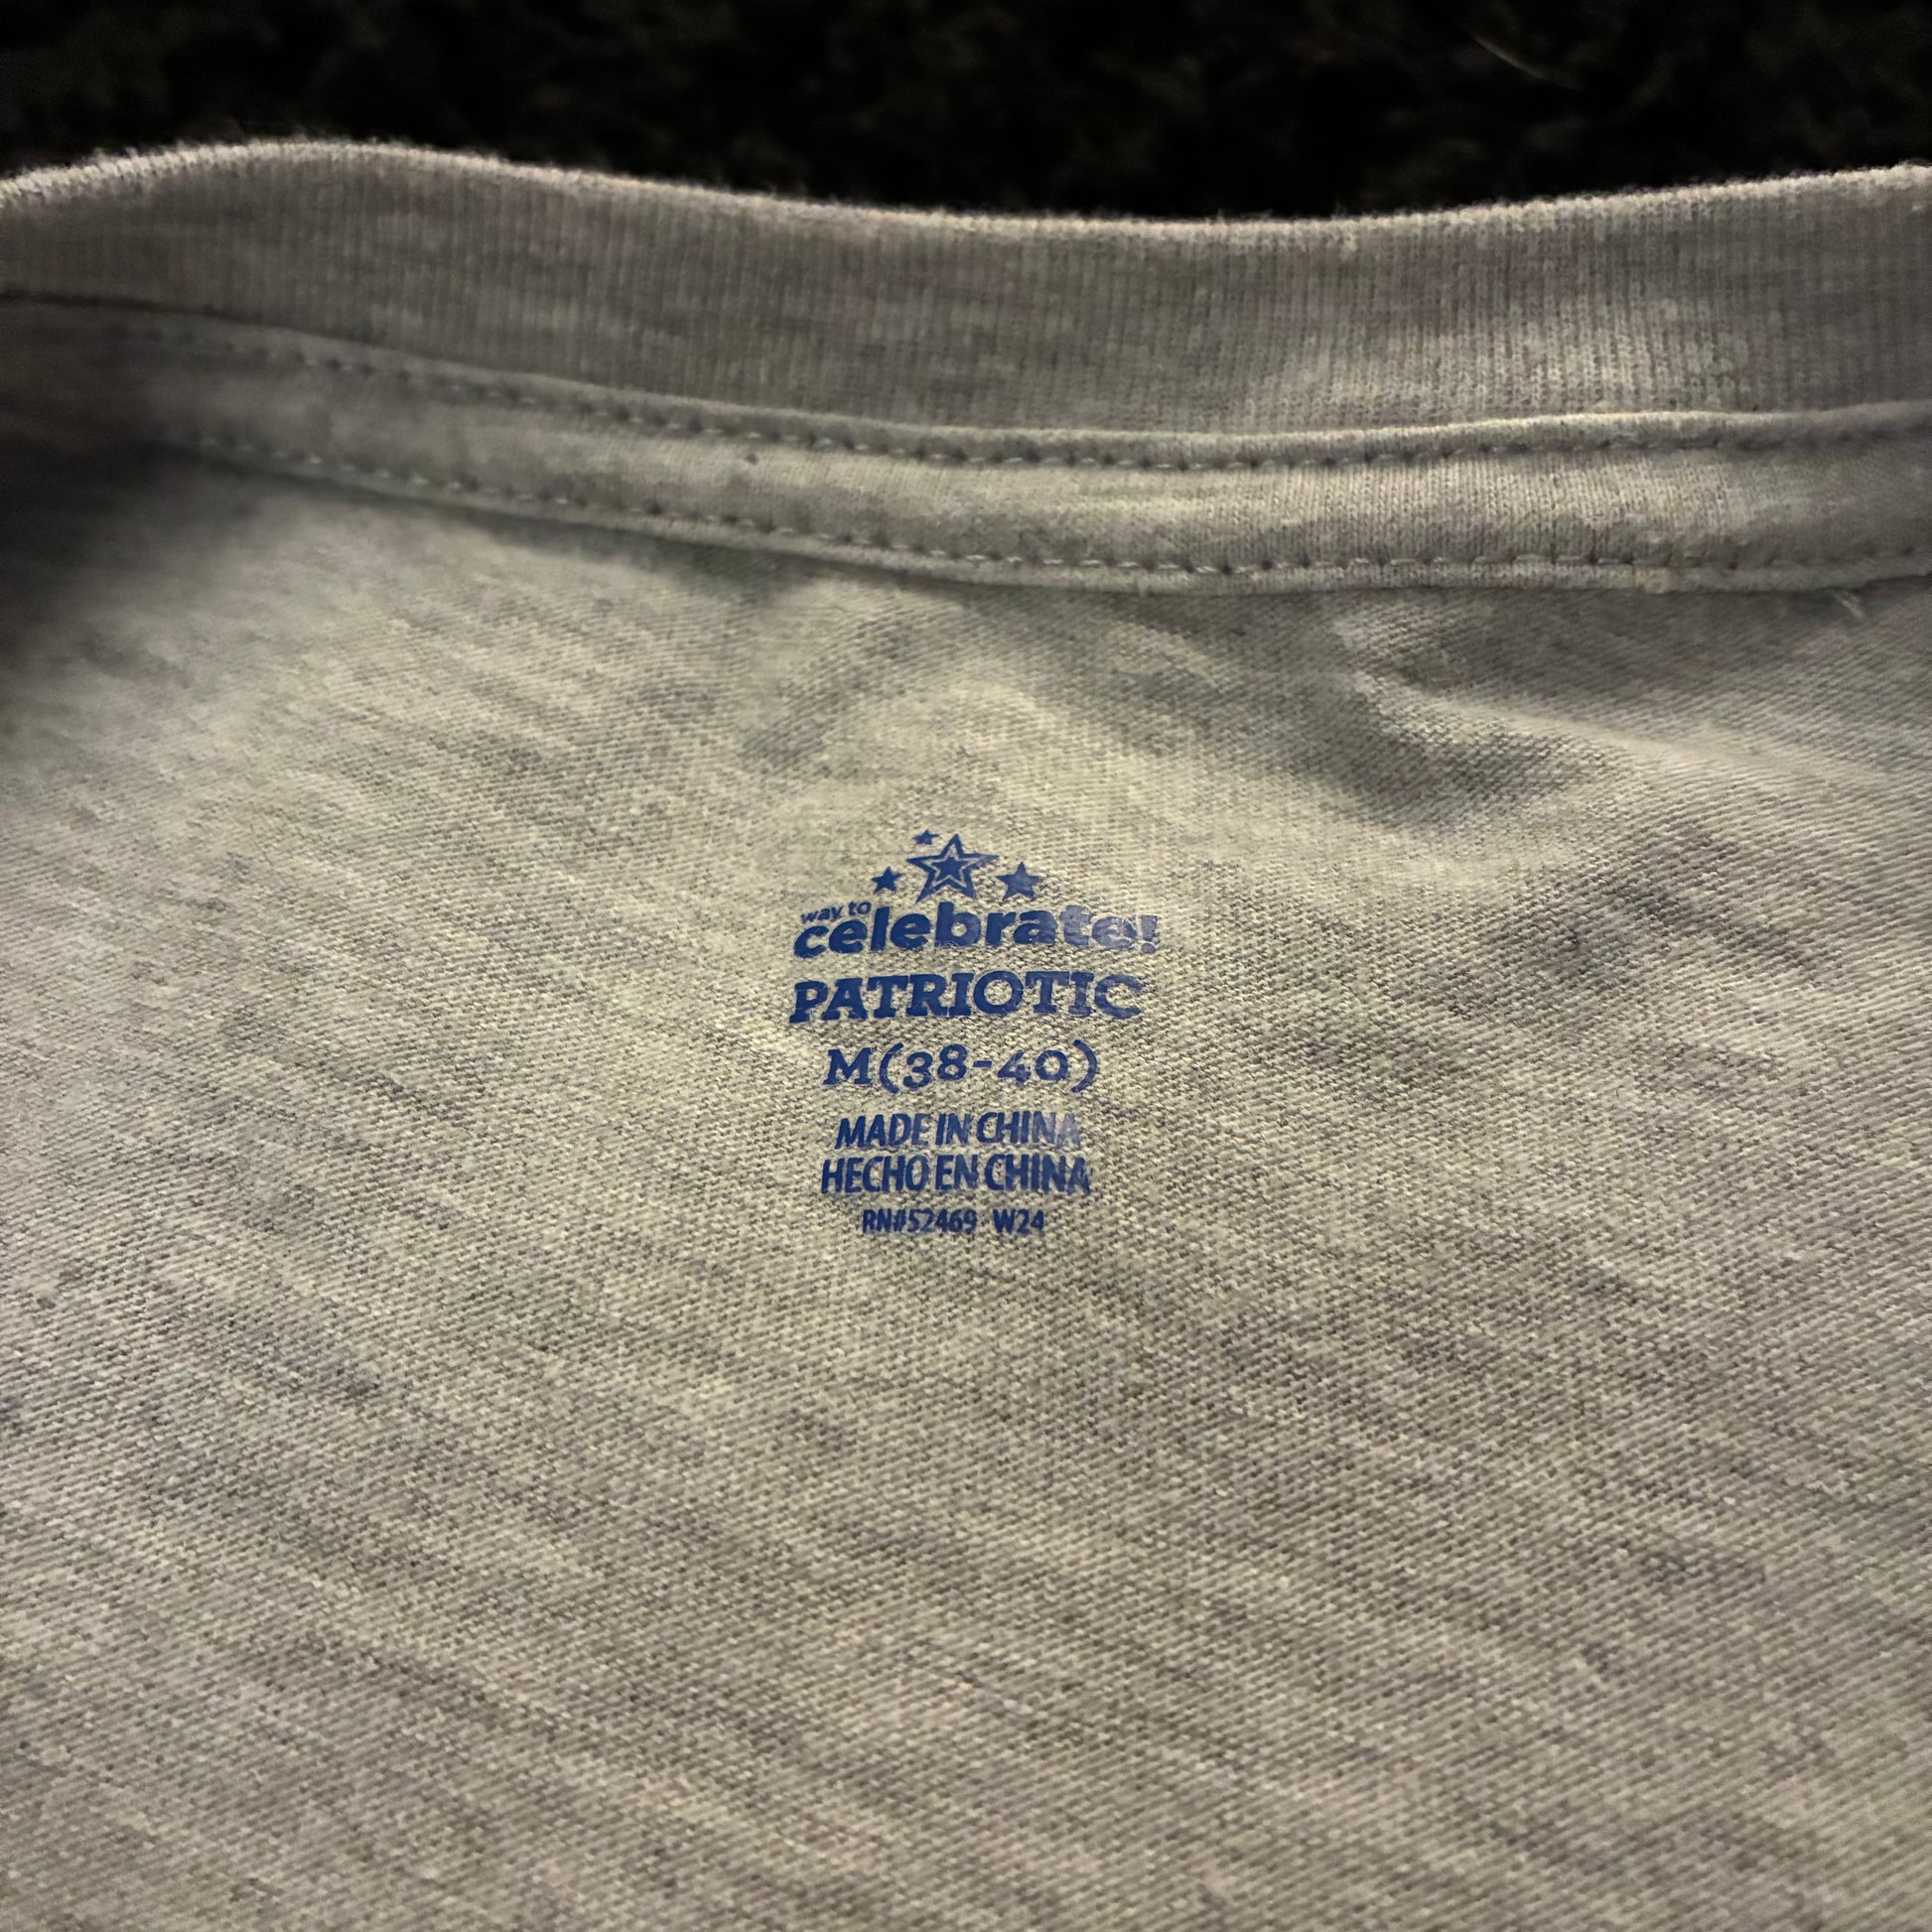 way to
celebrate!
PATRIOTIC
M(38-40)
MADE IN CHINA
HECHO EN CHINA
RN#52469 W24